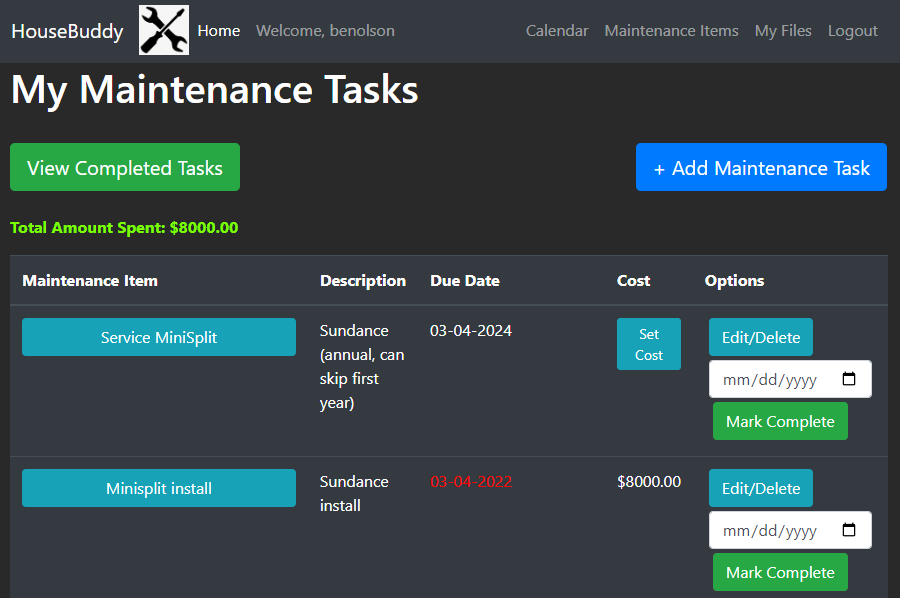 HouseBuddy Home Welcome, benolson Calendar Maintenance Items My Files Logout
My Maintenance Tasks
View Completed Tasks + Add Maintenance Task
Total Amount Spent: $8000.00
Maintenance Item Description Due Date Cost Options
Service MiniSplit
Sundance
(annual, can
skip first
year)
03-04-2024
Set
Cost
Edit/Delete
mm/dd/yyyy
Mark Complete
Minisplit install
Sundance
install
03-04-2022
$8000.00
Edit/Delete
mm/dd/yyyy
Mark Complete